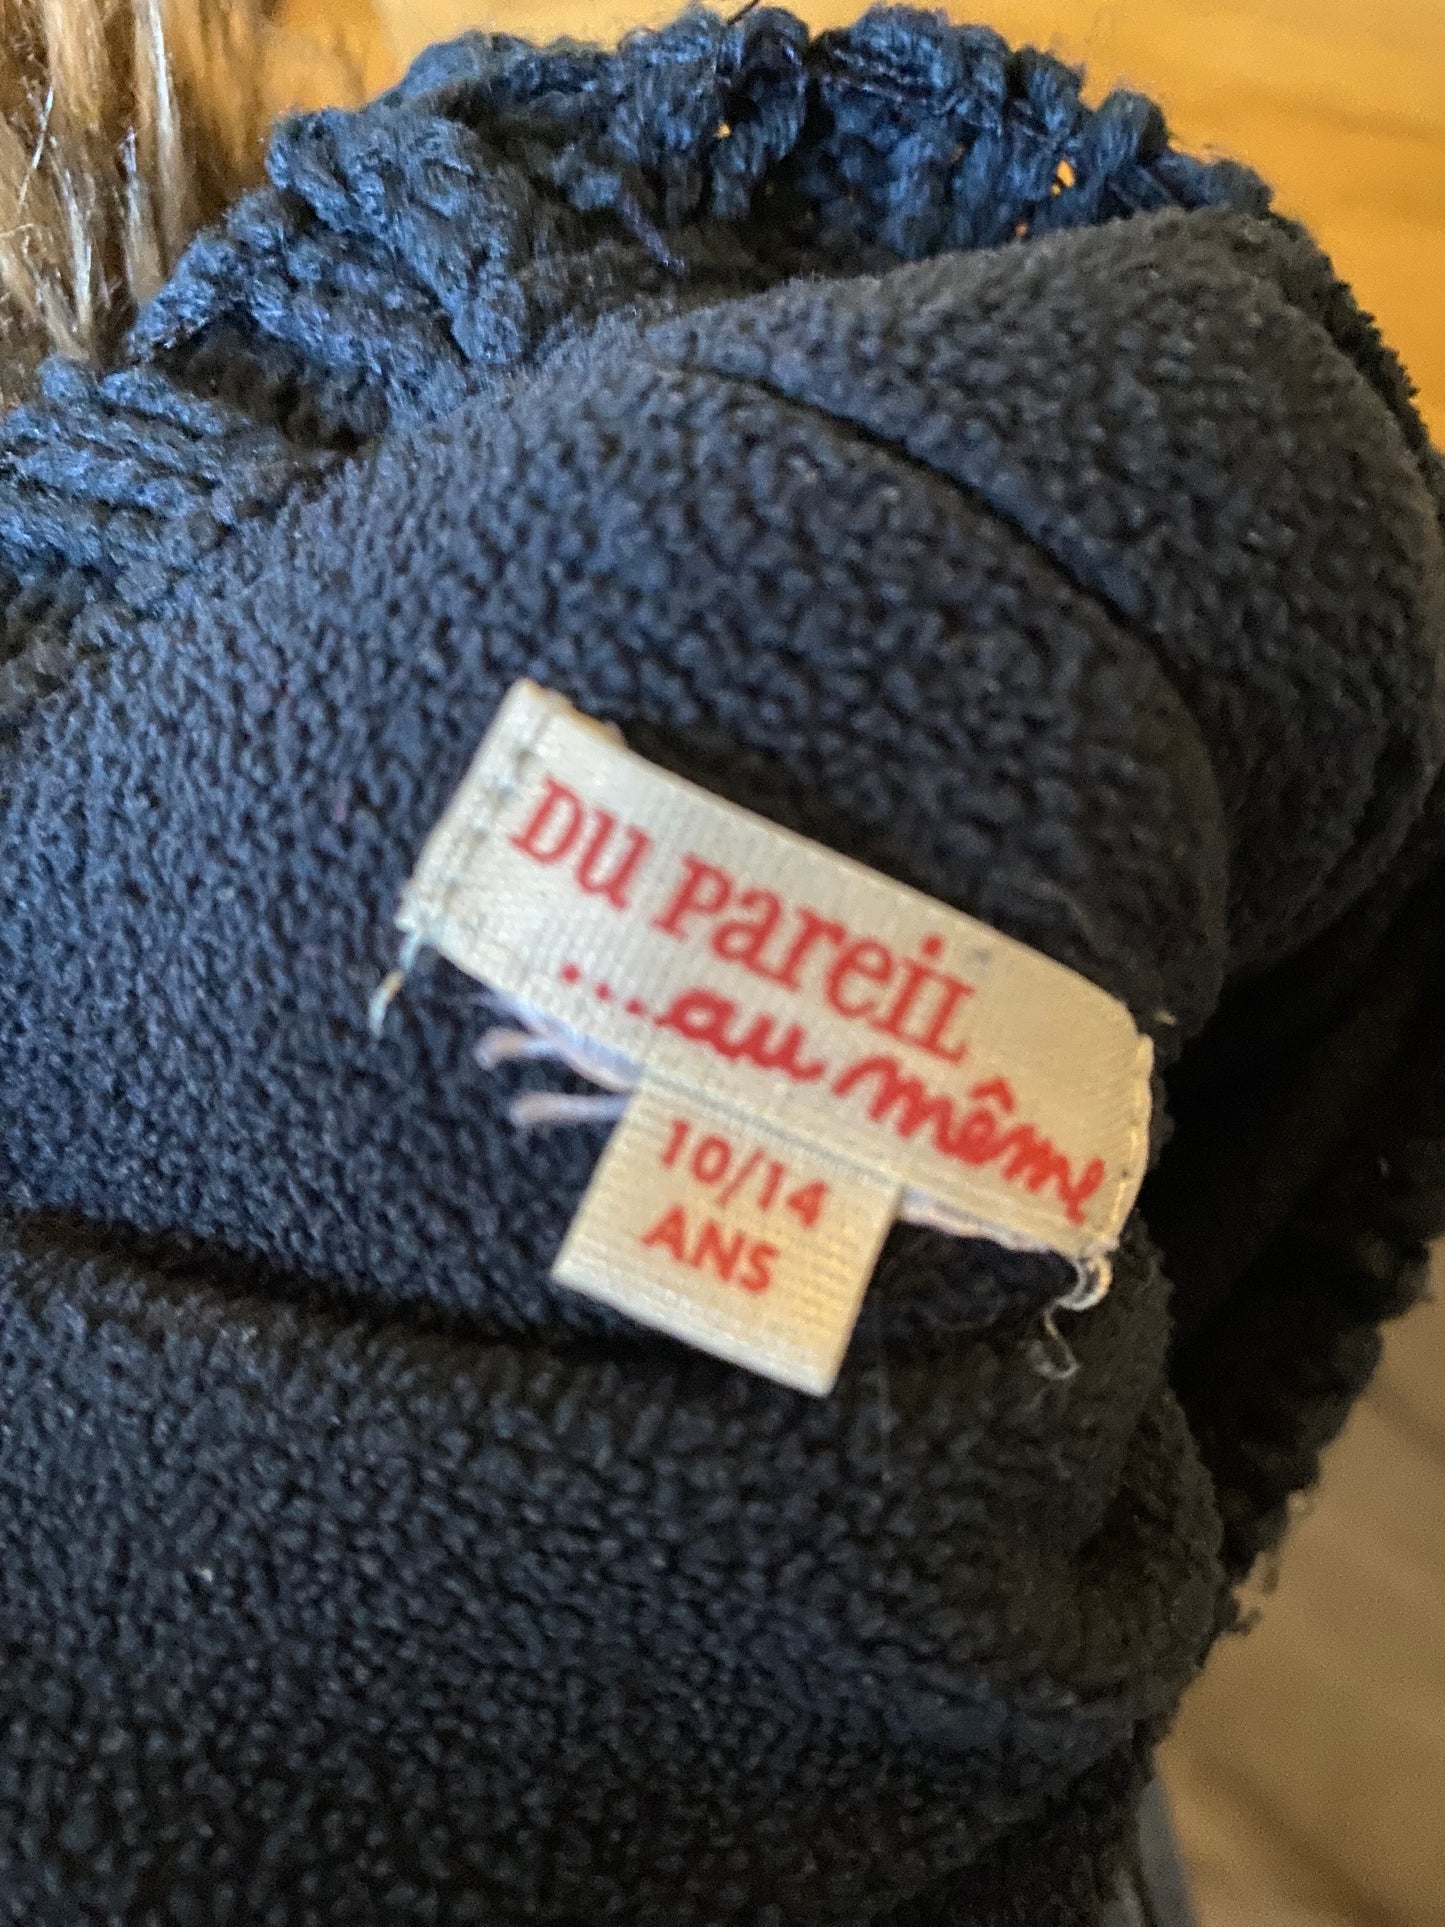 DU PAREIL
...au même
10/14
ANS